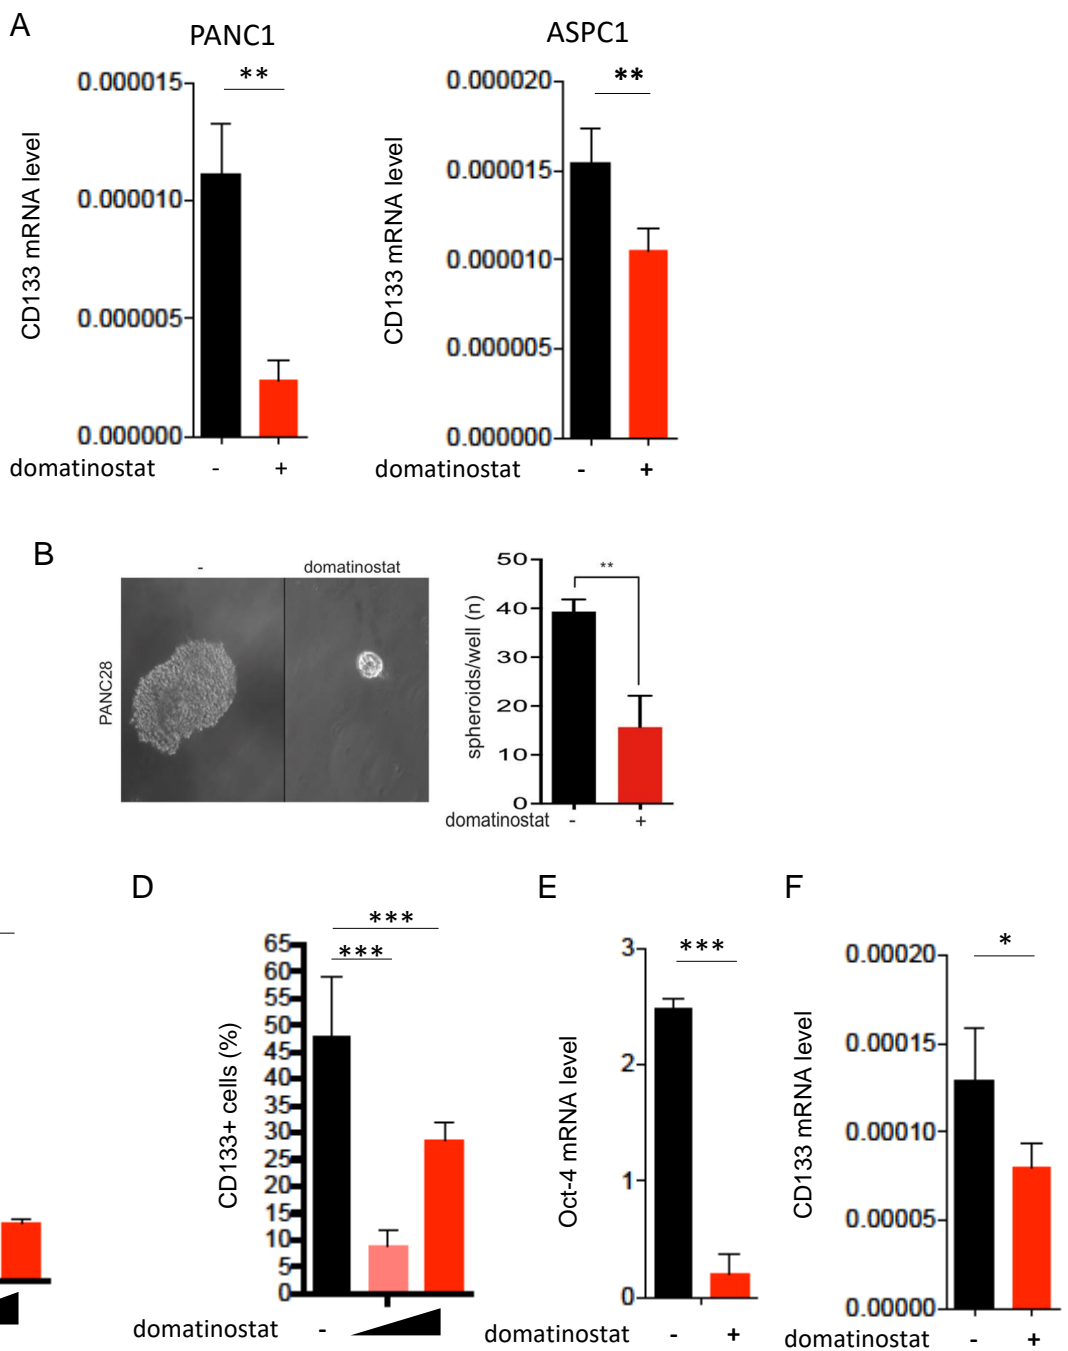 A
PANC1
ASPC1
**
**
0.000015
0.000010
0.000005
0.000000
CD133 mRNA level
0.000020
0.000015
0.000010
0.000005
0.000000
CD133 mRNA level
domatinostat - +
domatinostat - +
B
- domatinostat
PANC28
50
40
30
20
10
0
spheroids/well (n)
**
domatinostat - +
D
***
***
65
60
55
50
45
40
35
30
25
20
15
10
5
0
CD133+ cells (%)
domatinostat -
E
***
3
2
1
0
Oct-4 mRNA level
domatinostat - +
F
*
0.00020
0.00015
0.00010
0.00005
0.00000
CD133 mRNA level
domatinostat - +